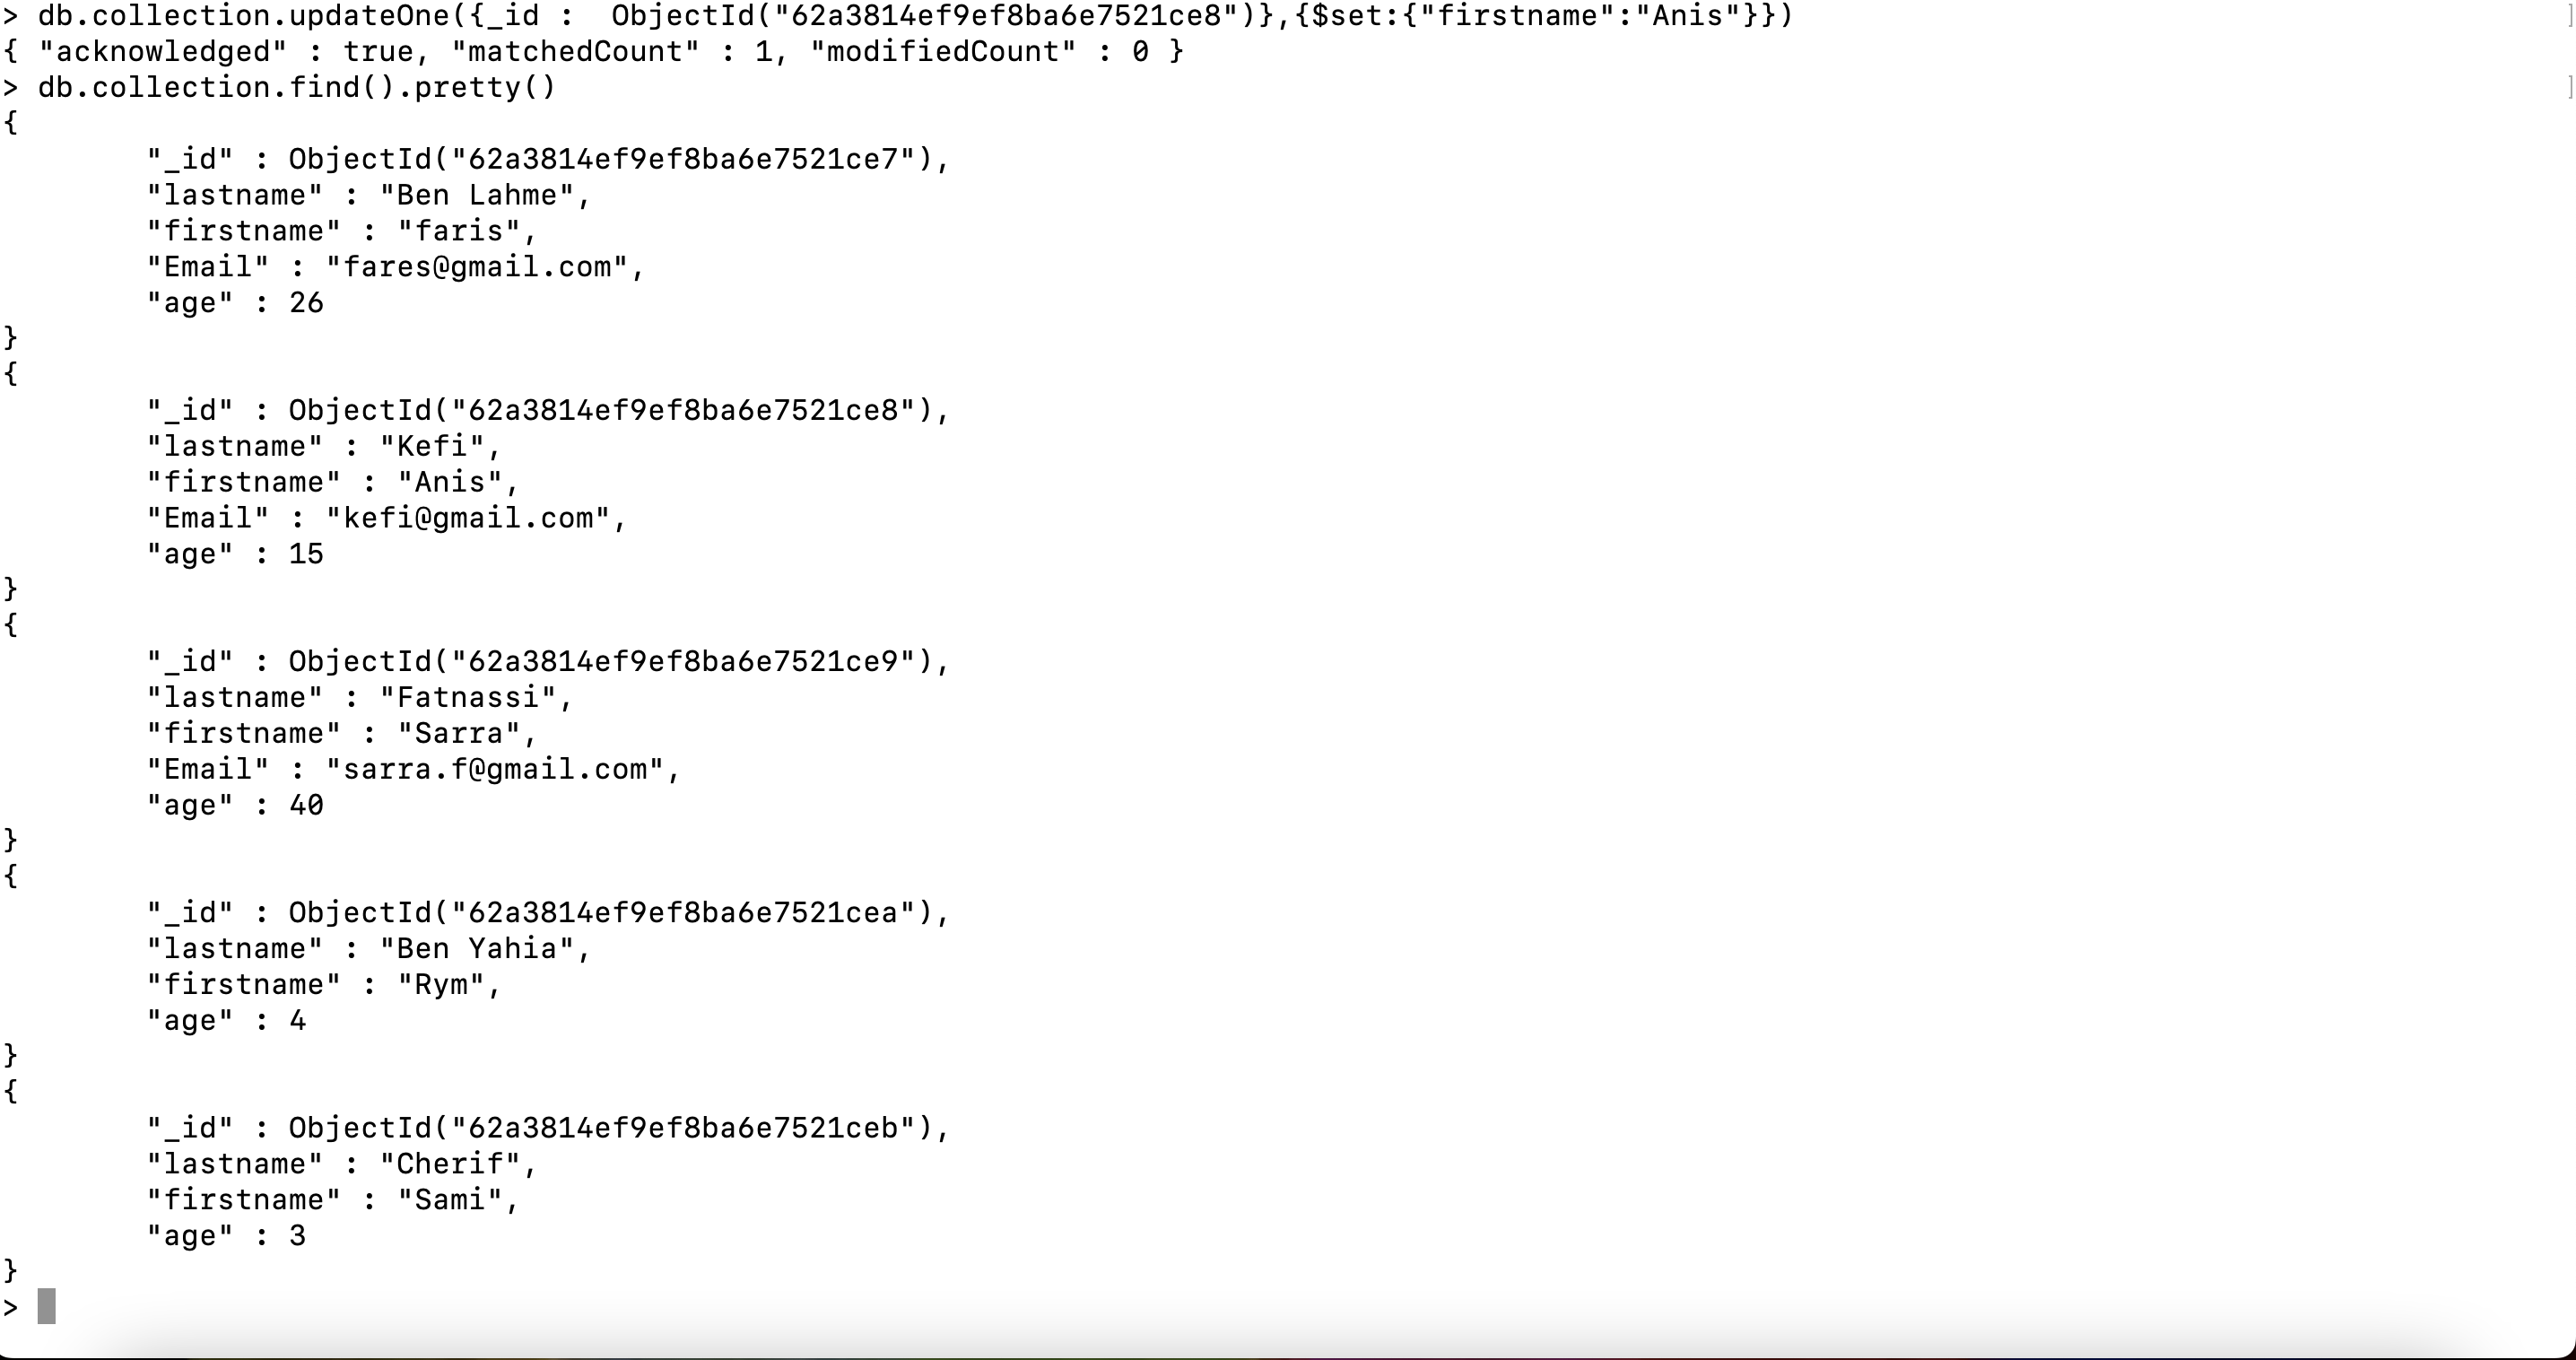 > db.collection.updateOne({_id :  ObjectId("62a3814ef9ef8ba6e7521ce8")},{$set:{"firstname":"Anis"}})
{ "acknowledged" : true, "matchedCount" : 1, "modifiedCount" : 0 }
> db.collection.find().pretty()
{
        "_id" : ObjectId("62a3814ef9ef8ba6e7521ce7"),
        "lastname" : "Ben Lahme",
        "firstname" : "faris",
        "Email" : "fares@gmail.com",
        "age" : 26
}
{
        "_id" : ObjectId("62a3814ef9ef8ba6e7521ce8"),
        "lastname" : "Kefi",
        "firstname" : "Anis",
        "Email" : "kefi@gmail.com",
        "age" : 15
}
{
        "_id" : ObjectId("62a3814ef9ef8ba6e7521ce9"),
        "lastname" : "Fatnassi",
        "firstname" : "Sarra",
        "Email" : "sarra.f@gmail.com",
        "age" : 40
}
{
        "_id" : ObjectId("62a3814ef9ef8ba6e7521cea"),
        "lastname" : "Ben Yahia",
        "firstname" : "Rym",
        "age" : 4
}
{
        "_id" : ObjectId("62a3814ef9ef8ba6e7521ceb"),
        "lastname" : "Cherif",
        "firstname" : "Sami",
        "age" : 3
}
>